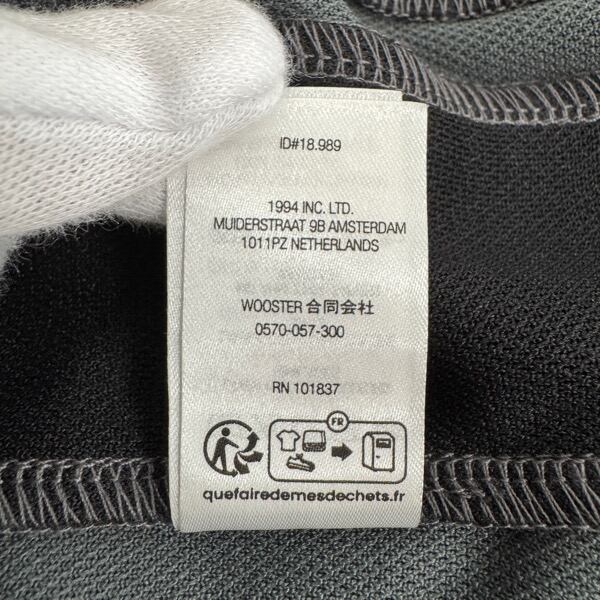 ID#18.989
1994 INC. LTD.
MUIDERSTRAAT 9B AMSTERDAM
1011PZ NETHERLANDS
WOOSTER 合同会社
0570-057-300
RN 101837
FR
quefairedemesdechets.fr